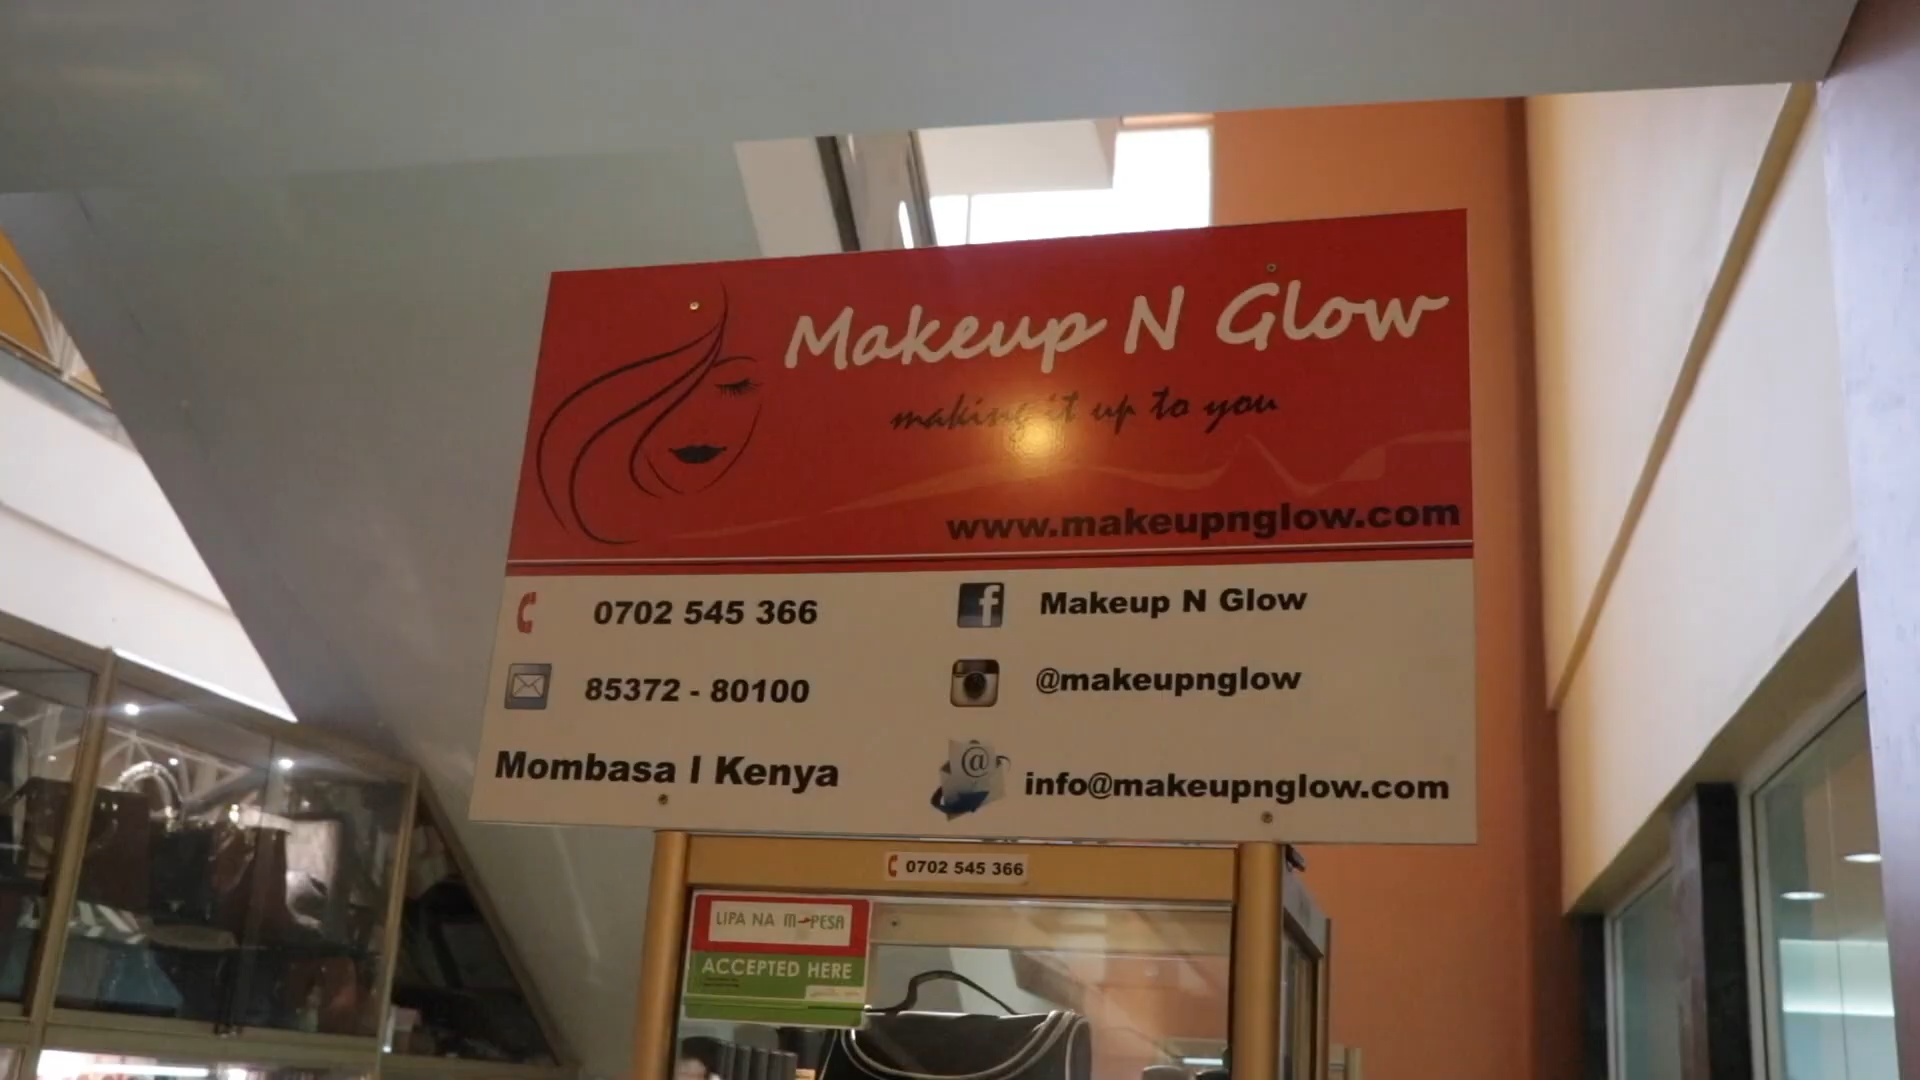 Makeup N Glow
making it up to you
www.makeupnglow.com
0702 545 366
Makeup N Glow
85372 - 80100
@makeupnglow
Mombasa | Kenya
info@makeupnglow.com
0702 545 366
LIPA NA M-PESA
ACCEPTED HERE